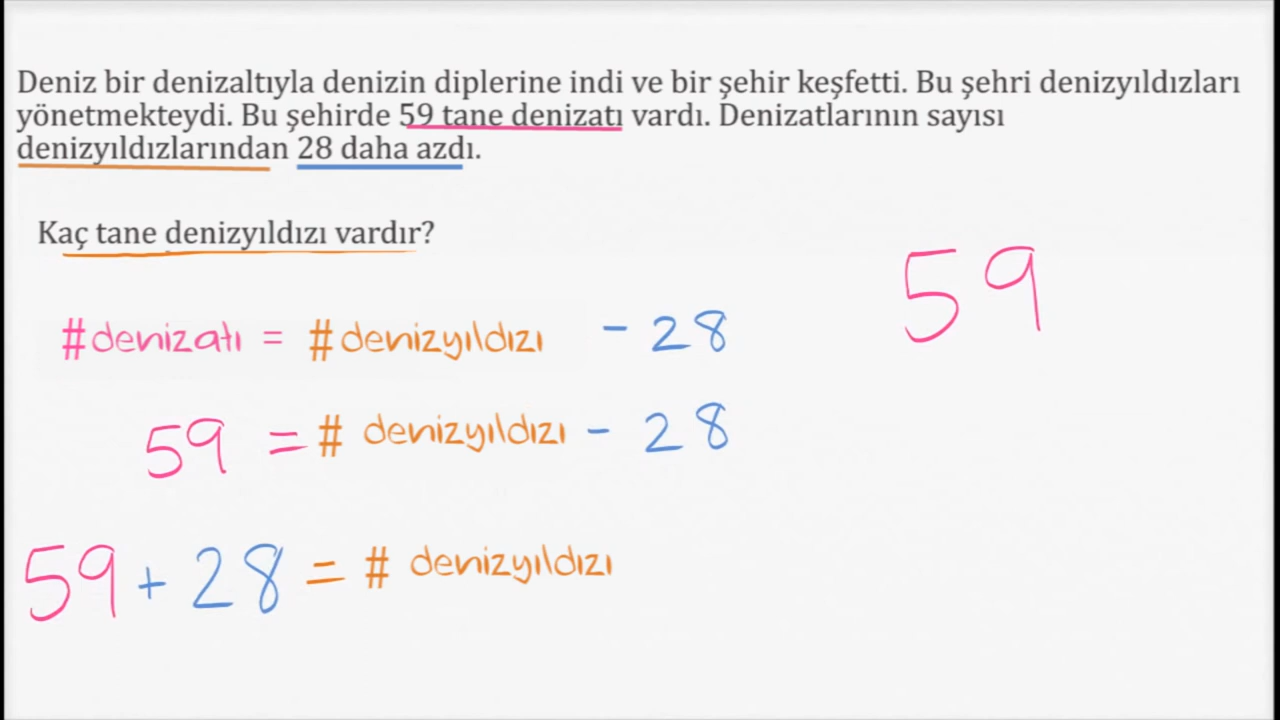 Deniz bir denizaltıyla denizin diplerine indi ve bir şehir keşfetti. Bu şehri denizyıldızları
yönetmekteydi. Bu şehirde 59 tane denizatı vardı. Denizatlarının sayısı
denizyıldızlarından 28 daha azdı.
Kaç tane denizyıldızı vardır?
59
#denizatı = #denizyıldızı - 28
59 = # denizyıldızı - 28
59 + 28 = # denizyıldızı